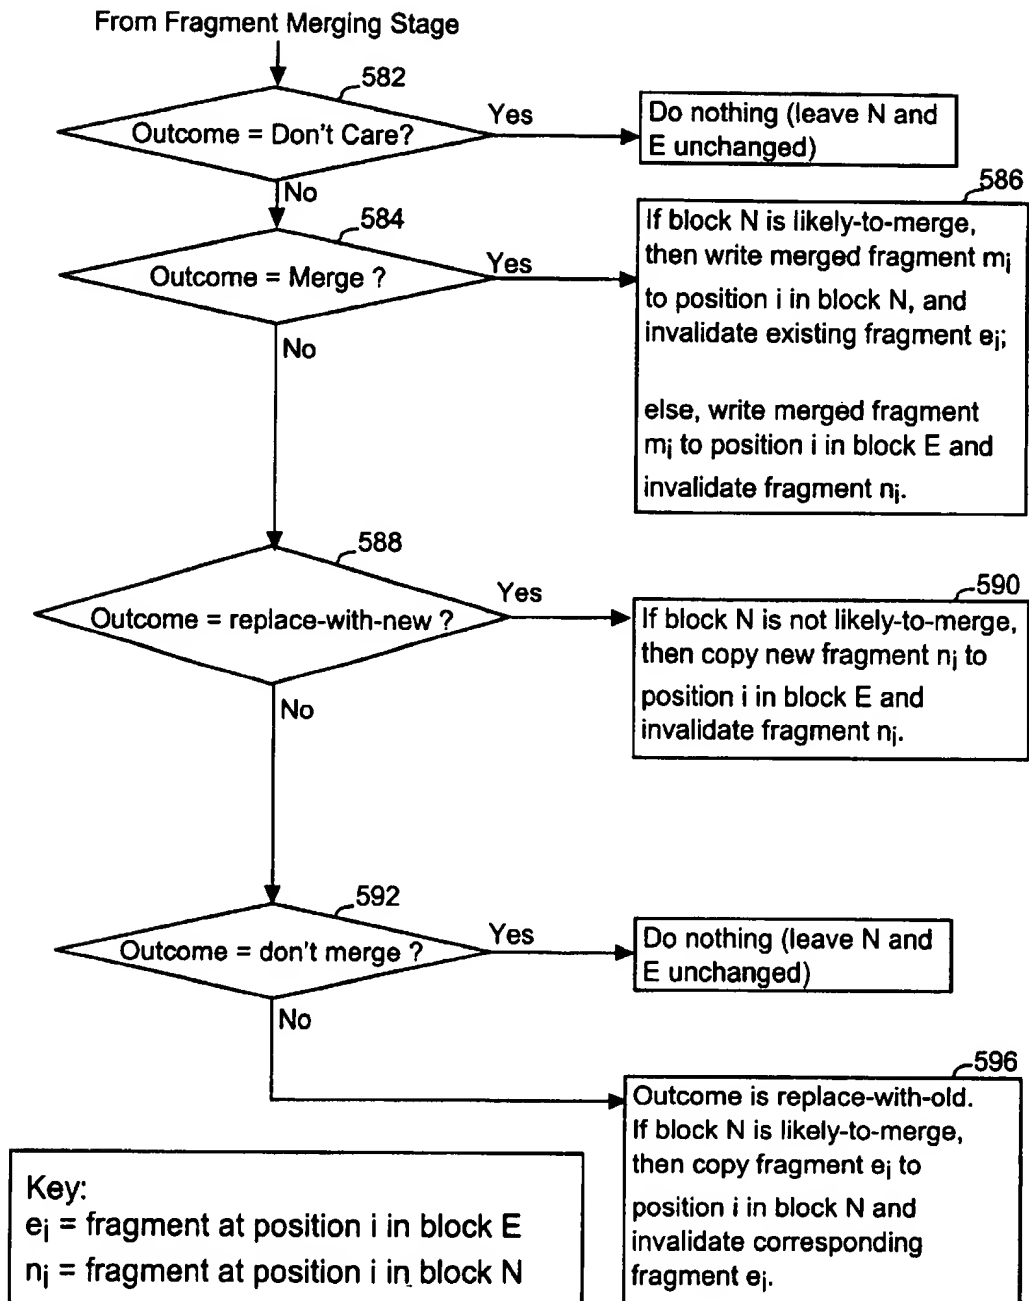 From Fragment Merging Stage
582
Outcome = Don't Care?
Yes
Do nothing (leave N and
E unchanged)
No
584
Outcome = Merge ?
Yes
586
If block N is likely-to-merge,
then write merged fragment mi
to position i in block N, and
invalidate existing fragment ei;
else, write merged fragment
mi to position i in block E and
invalidate fragment ni.
No
588
Outcome = replace-with-new ?
Yes
590
If block N is not likely-to-merge,
then copy new fragment ni to
position i in block E and
invalidate fragment ni.
No
592
Outcome = don't merge ?
Yes
Do nothing (leave N and
E unchanged)
No
596
Outcome is replace-with-old.
If block N is likely-to-merge,
then copy fragment ei to
position i in block N and
invalidate corresponding
fragment ei.
Key:
ei = fragment at position i in block E
ni = fragment at position i in block N